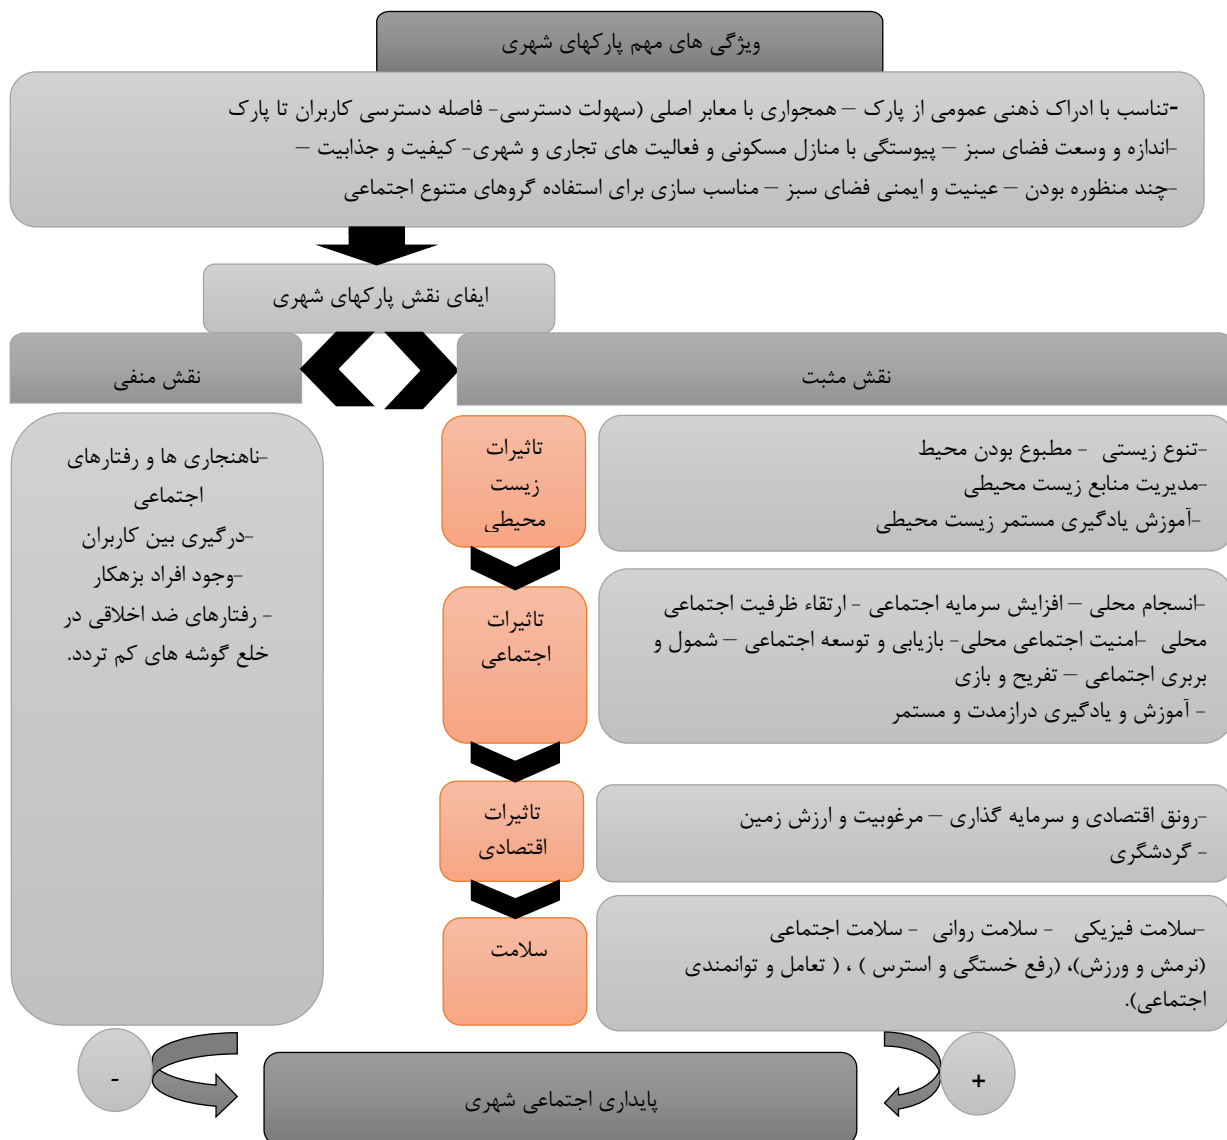 ویژگی های مهم پارکهای شهری
-تناسب با ادراک ذهنی عمومی از پارک – همجواری با معابر اصلی (سهولت دسترسی- فاصله دسترسی کاربران تا پارک
-اندازه و وسعت فضای سبز – پیوستگی با منازل مسکونی و فعالیت های تجاری و شهری- کیفیت و جذابیت –
-چند منظوره بودن – عینیت و ایمنی فضای سبز – مناسب سازی برای استفاده گروهای متنوع اجتماعی
ایفای نقش پارکهای شهری
نقش مثبت
نقش منفی
تاثیرات
زیست
محیطی
-تنوع زیستی - مطبوع بودن محیط
-مدیریت منابع زیست محیطی
-آموزش یادگیری مستمر زیست محیطی
تاثیرات
اجتماعی
-انسجام محلی – افزایش سرمایه اجتماعی - ارتقاء ظرفیت اجتماعی
محلی -امنیت اجتماعی محلی- بازیابی و توسعه اجتماعی – شمول و
بربری اجتماعی – تفریح و بازی
- آموزش و یادگیری درازمدت و مستمر
تاثیرات
اقتصادی
-رونق اقتصادی و سرمایه گذاری – مرغوبیت و ارزش زمین
- گردشگری
سلامت
-سلامت فیزیکی - سلامت روانی - سلامت اجتماعی
(نرمش و ورزش)، (رفع خستگی و استرس ) ، ( تعامل و توانمندی
اجتماعی).
-ناهنجاری ها و رفتارهای
اجتماعی
-درگیری بین کاربران
-وجود افراد بزهکار
- رفتارهای ضد اخلاقی در
خلع گوشه های کم تردد.
+
-
پایداری اجتماعی شهری